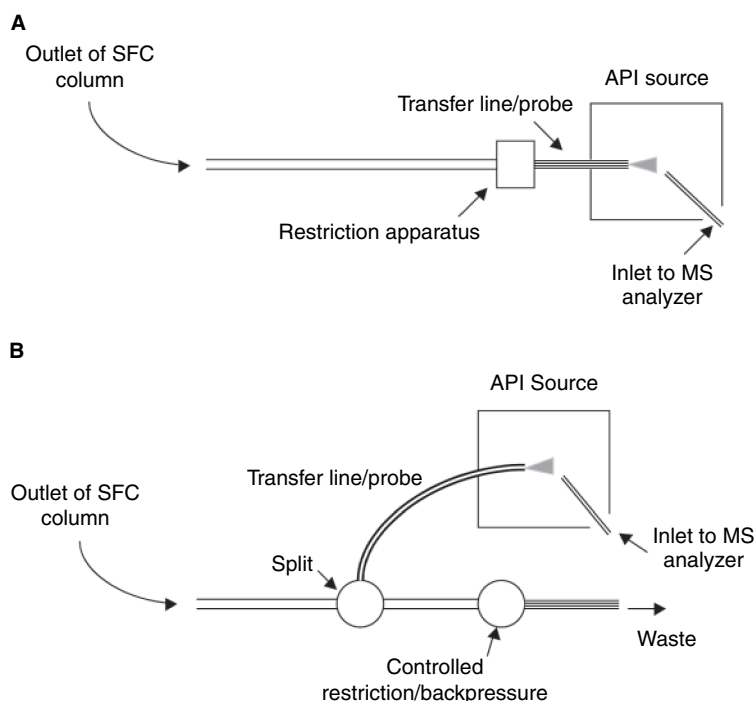 A
Outlet of SFC
column
API source
Transfer line/probe
Restriction apparatus
Inlet to MS
analyzer
B
API Source
Transfer line/probe
Outlet of SFC
column
Inlet to MS
analyzer
Split
Waste
Controlled
restriction/backpressure